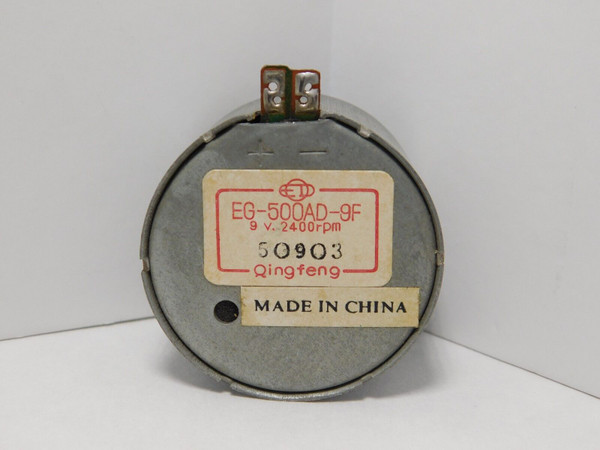 + −
EG-500AD-9F
9 v. 2400rpm
50903
Qingfeng
MADE IN CHINA